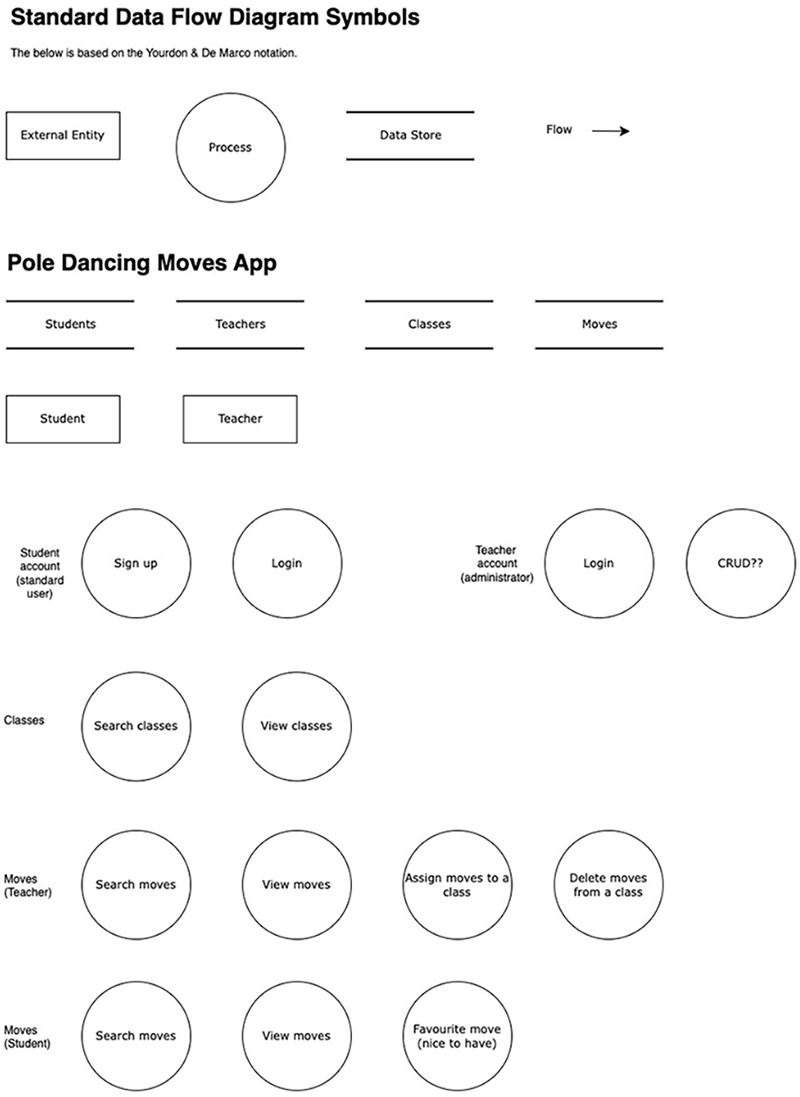 Standard Data Flow Diagram Symbols
The below is based on the Yourdon & De Marco notation.
External Entity
Process
Data Store
Flow
Pole Dancing Moves App
Students
Teachers
Classes
Moves
Student
Teacher
Student
account
(standard
user)
Sign up
Login
Teacher
account
(administrator)
Login
CRUD??
Classes
Search classes
View classes
Moves
(Teacher)
Search moves
View moves
Assign moves to a
class
Delete moves
from a class
Moves
(Student)
Search moves
View moves
Favourite move
(nice to have)